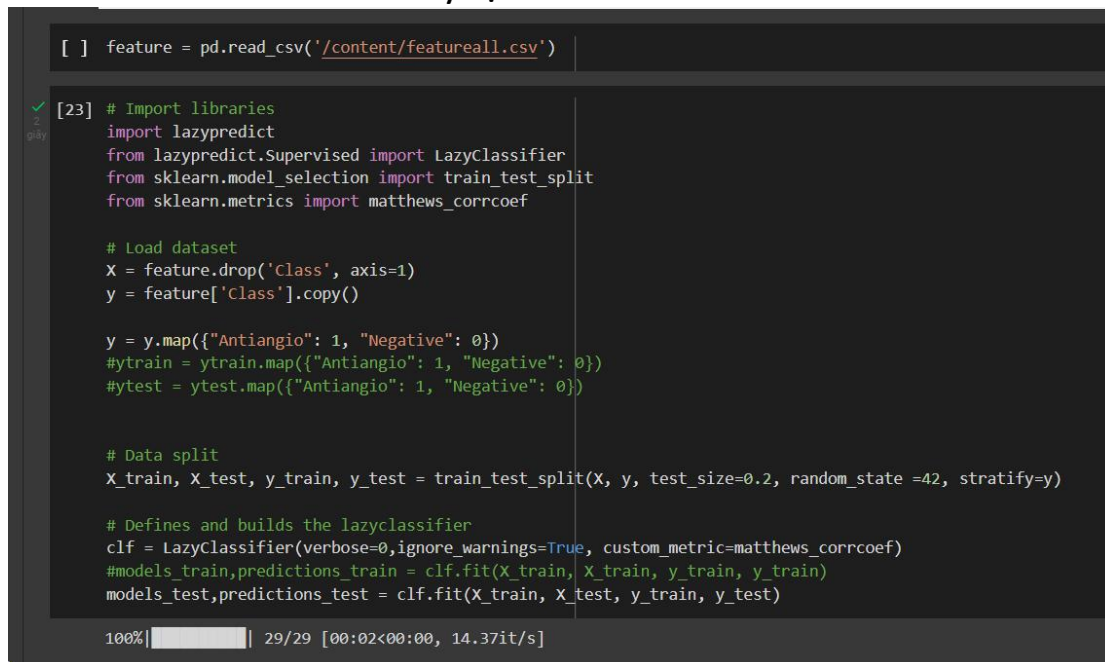 [ ] feature = pd.read_csv('/content/featureall.csv')
[23] # Import libraries
2
giây
import lazypredict
from lazypredict.Supervised import LazyClassifier
from sklearn.model_selection import train_test_split
from sklearn.metrics import matthews_corrcoef
# Load dataset
X = feature.drop('Class', axis=1)
y = feature['Class'].copy()
y = y.map({"Antiangio": 1, "Negative": 0})
#ytrain = ytrain.map({"Antiangio": 1, "Negative": 0})
#ytest = ytest.map({"Antiangio": 1, "Negative": 0})
# Data split
X_train, X_test, y_train, y_test = train_test_split(X, y, test_size=0.2, random_state =42, stratify=y)
# Defines and builds the lazyclassifier
clf = LazyClassifier(verbose=0,ignore_warnings=True, custom_metric=matthews_corrcoef)
#models_train,predictions_train = clf.fit(X_train, X_train, y_train, y_train)
models_test,predictions_test = clf.fit(X_train, X_test, y_train, y_test)
100%|██████████| 29/29 [00:02<00:00, 14.37it/s]